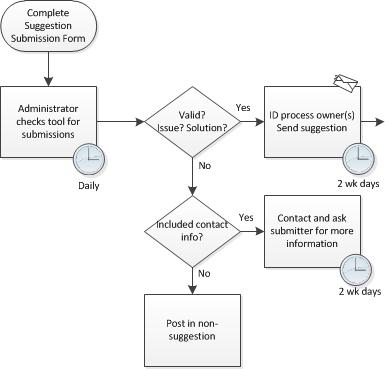 Complete
Suggestion
Submission Form
Administrator
checks tool for
submissions
Daily
Valid?
Issue? Solution?
Yes
ID process owner(s)
Send suggestion
2 wk days
No
Included contact
info?
Yes
Contact and ask
submitter for more
information
2 wk days
No
Post in non-
suggestion